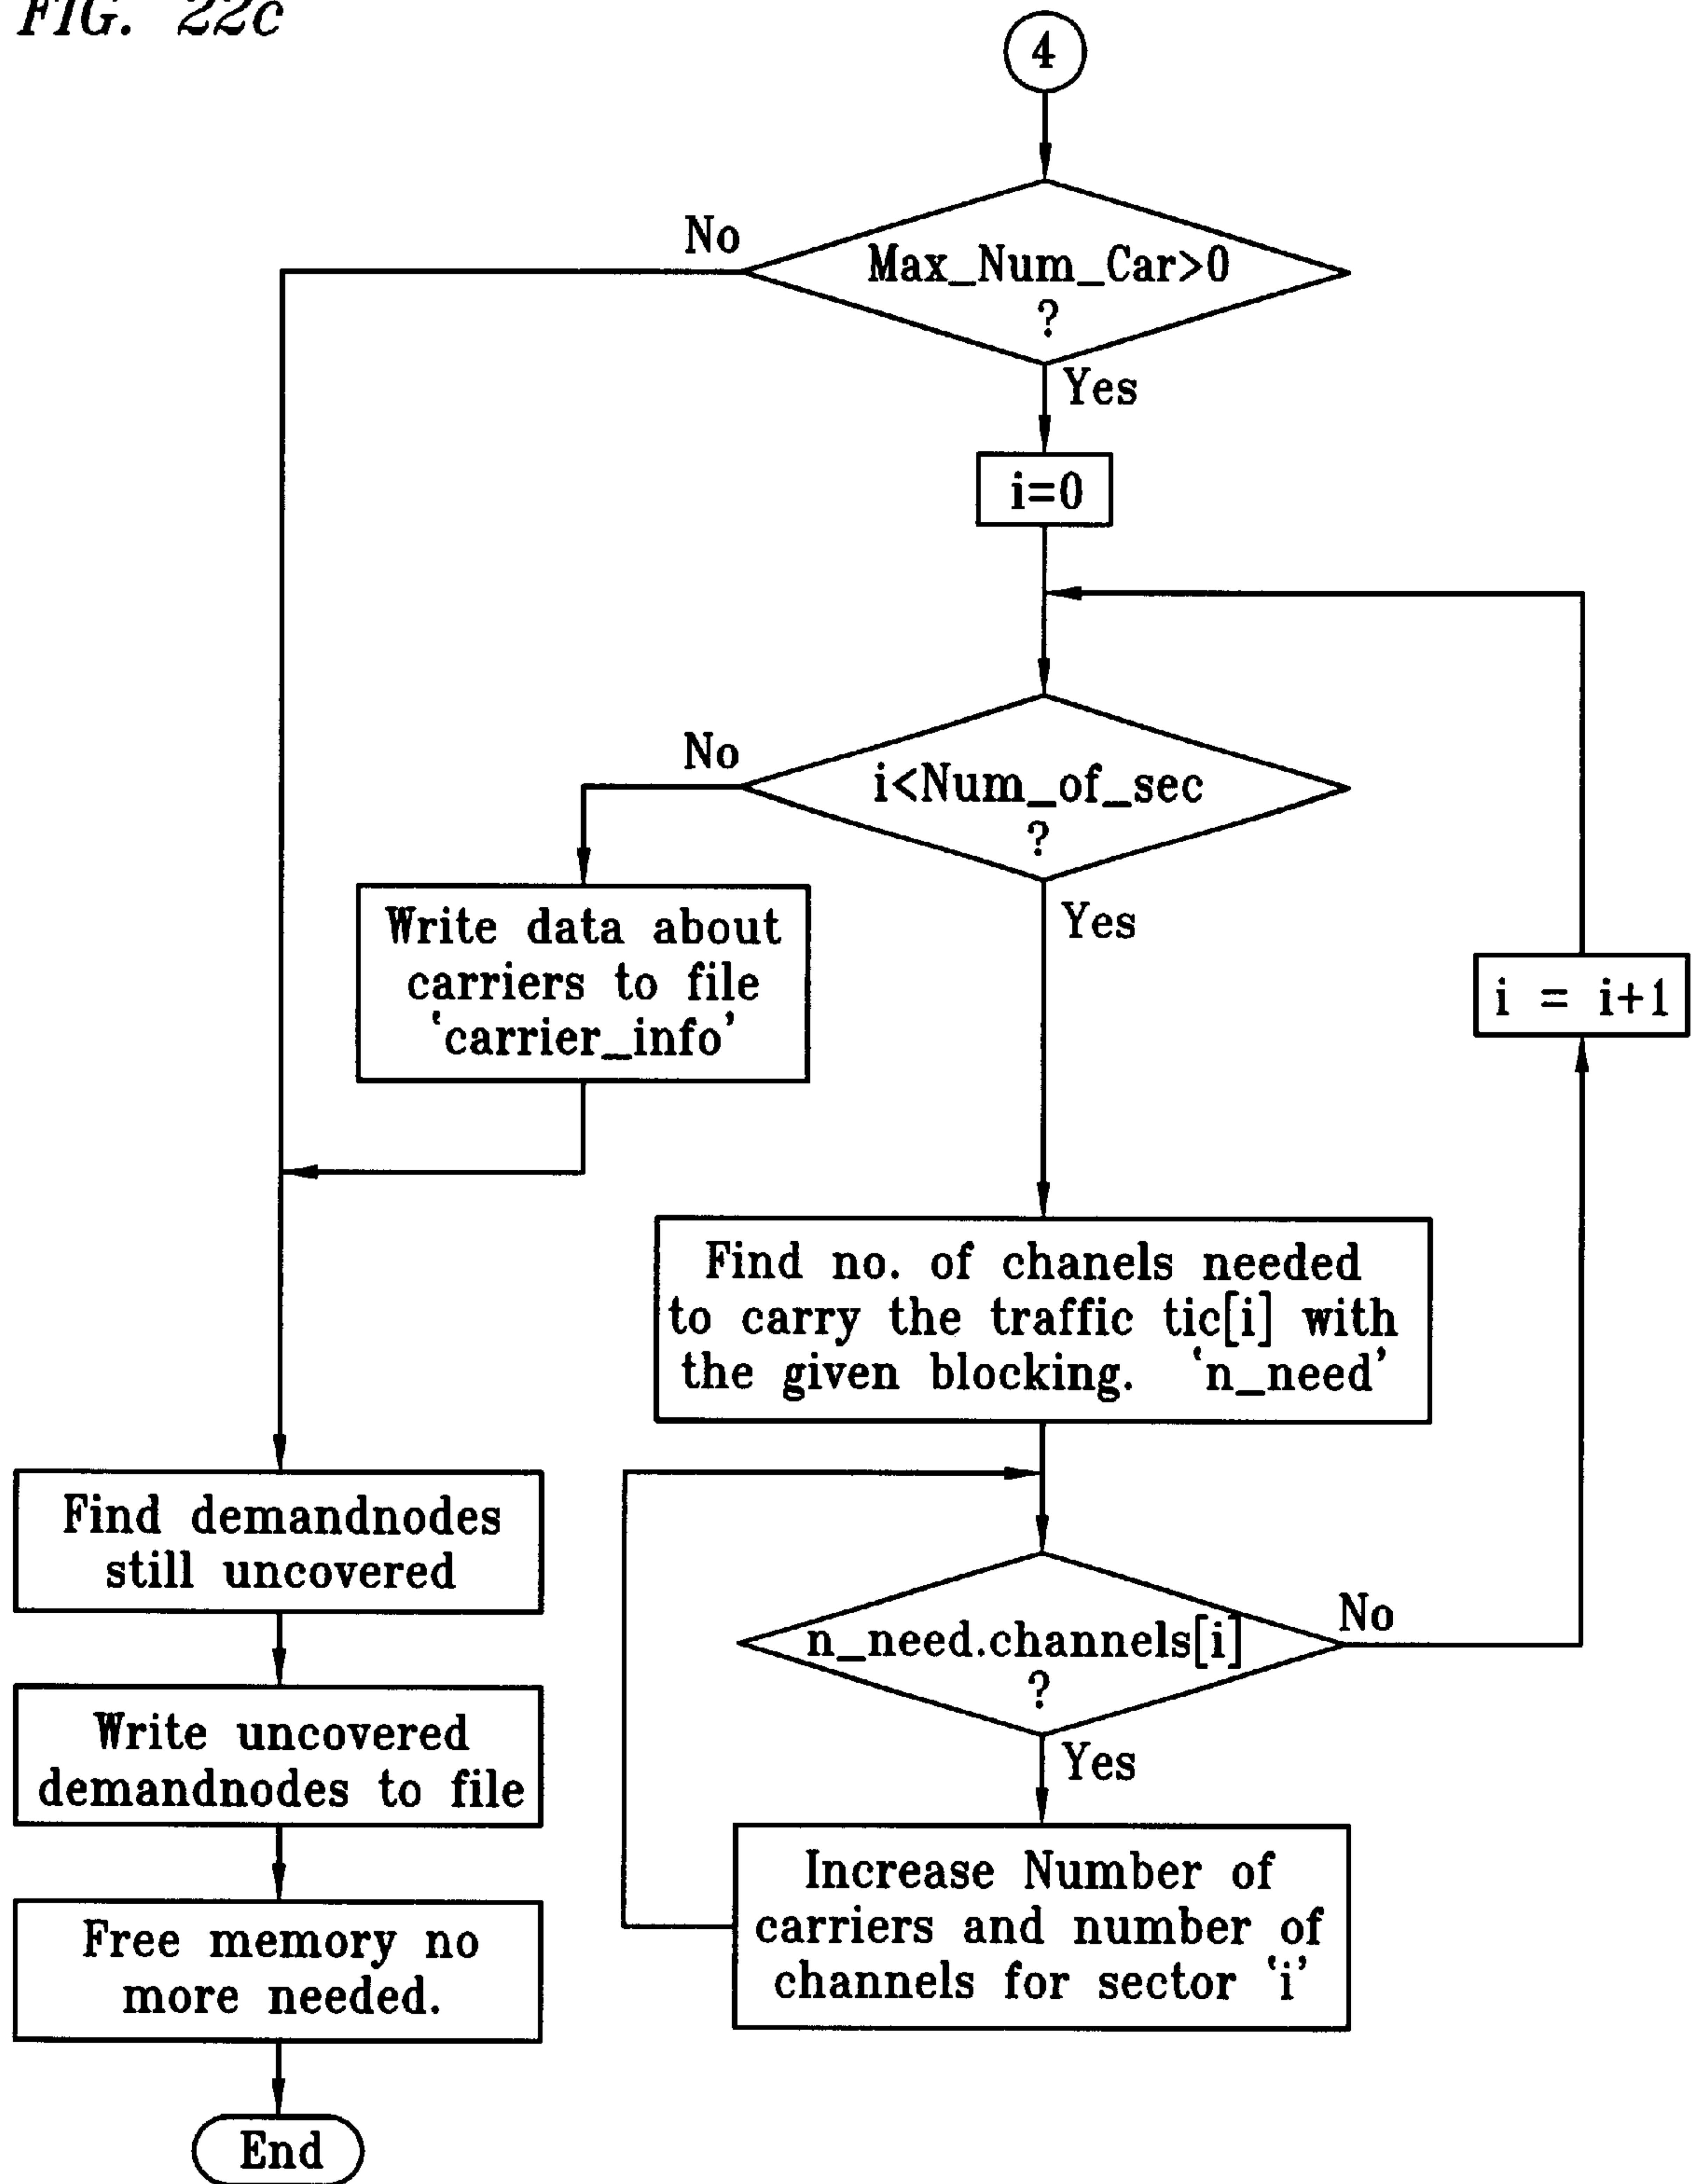 FIG. 22c
4
Max_Num_Car>0
?
No
Yes
i=0
i<Num_of_sec
?
No
Yes
Write data about
carriers to file
‘carrier_info’
i = i+1
Find no. of chanels needed
to carry the traffic tic[i] with
the given blocking. ‘n_need’
n_need.channels[i]
?
No
Yes
Increase Number of
carriers and number of
channels for sector ‘i’
Find demandnodes
still uncovered
Write uncovered
demandnodes to file
Free memory no
more needed.
End